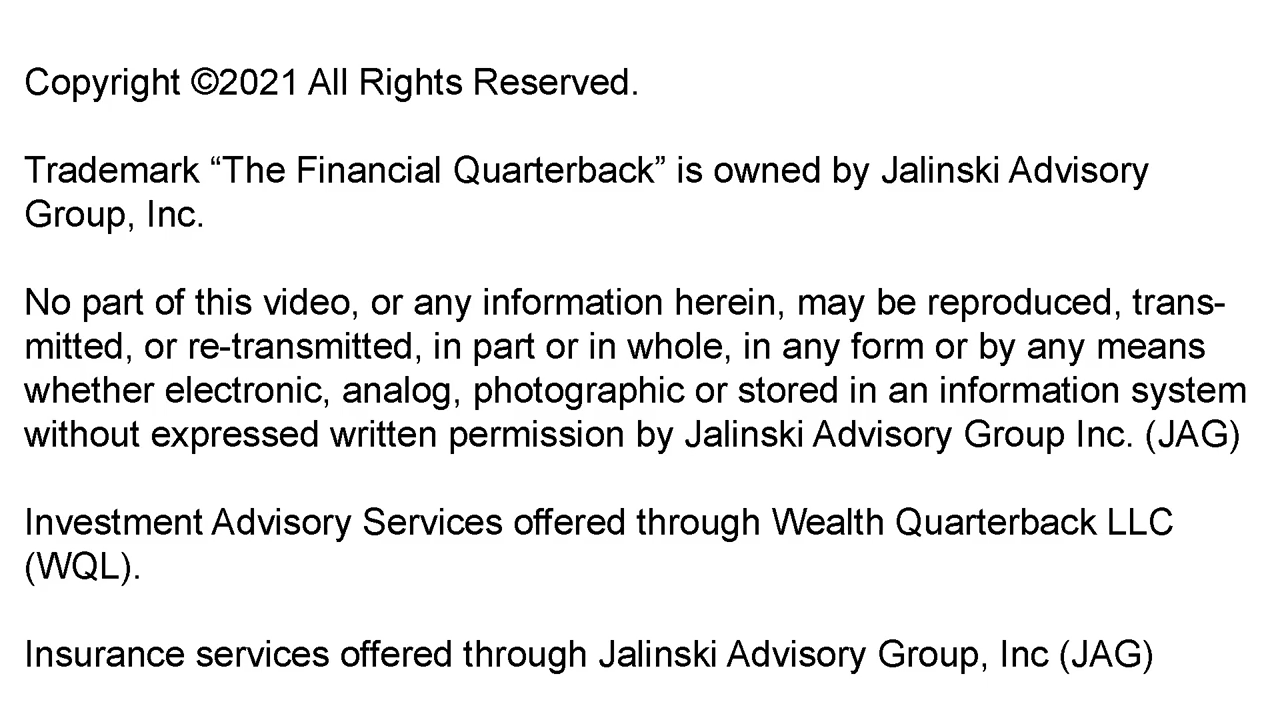 Copyright ©2021 All Rights Reserved.
Trademark “The Financial Quarterback” is owned by Jalinski Advisory
Group, Inc.
No part of this video, or any information herein, may be reproduced, trans-
mitted, or re-transmitted, in part or in whole, in any form or by any means
whether electronic, analog, photographic or stored in an information system
without expressed written permission by Jalinski Advisory Group Inc. (JAG)
Investment Advisory Services offered through Wealth Quarterback LLC
(WQL).
Insurance services offered through Jalinski Advisory Group, Inc (JAG)